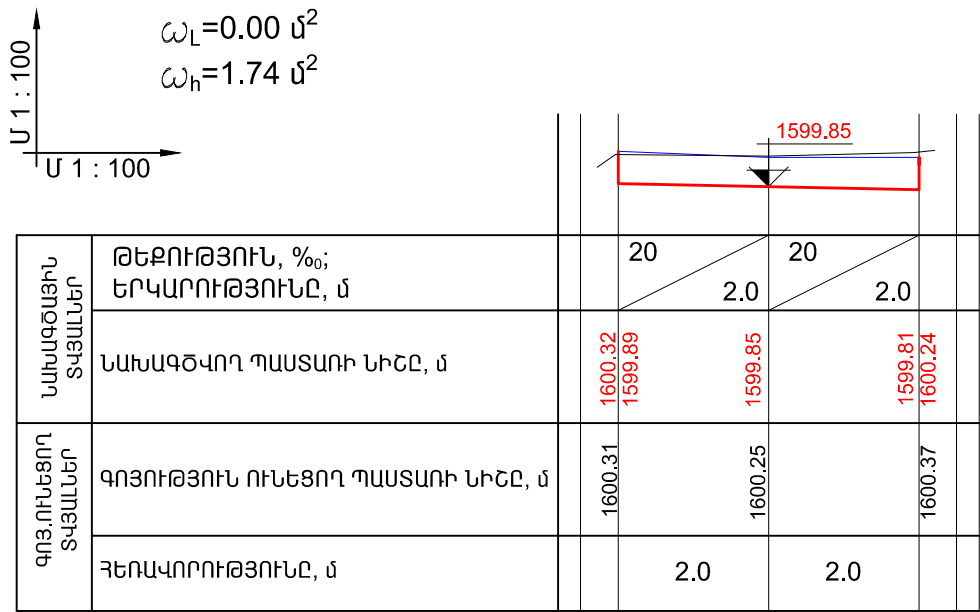 Մ 1 : 100
Մ 1 : 100
ωL=0.00 մ²
ωh=1.74 մ²
1599.85
ՆԱԽԱԳԾԱՅԻՆ ՏՎՅԱԼՆԵՐ
ԹԵՔՈՒԹՅՈՒՆ, ‰;
ԵՐԿԱՐՈՒԹՅՈՒՆԸ, մ
20 2.0 20 2.0
ՆԱԽԱԳԾՎՈՂ ՊԱՍՏԱՌԻ ՆԻՇԸ, մ
1600.32 1599.89 1599.85 1599.81 1600.24
ԳՈՅ.ՈՒՆԵՑՈՂ ՏՎՅԱԼՆԵՐ
ԳՈՅՈՒԹՅՈՒՆ ՈՒՆԵՑՈՂ ՊԱՍՏԱՌԻ ՆԻՇԸ, մ
1600.31 1600.25 1600.37
ՀԵՌԱՎՈՐՈՒԹՅՈՒՆԸ, մ
2.0 2.0